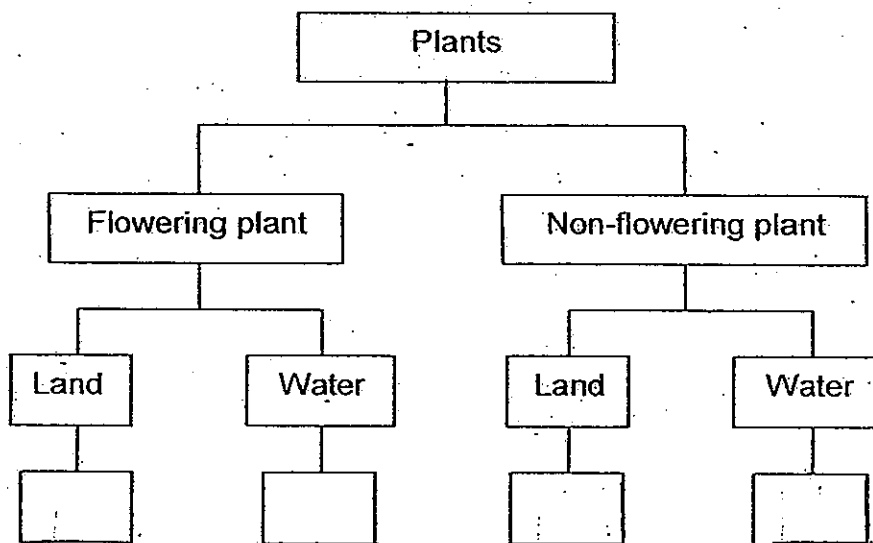 Plants
Flowering plant
Non-flowering plant
Land
Water
Land
Water